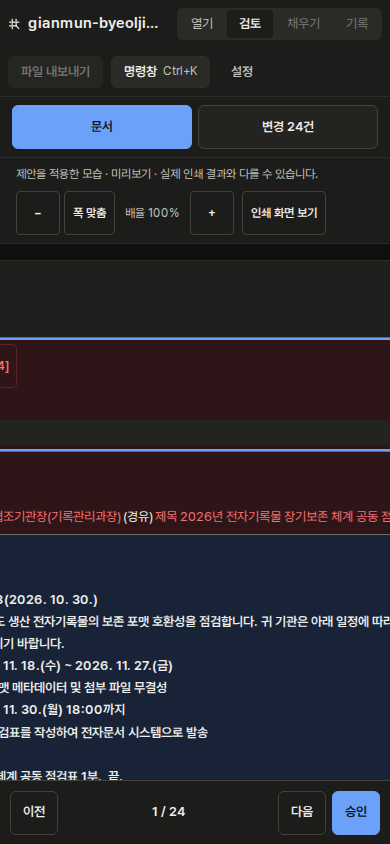 gianmun-byeolji...
열기 검토 채우기 기록
파일 내보내기 명령창 Ctrl+K 설정
문서 변경 24건
제안을 적용한 모습 · 미리보기 · 실제 인쇄 결과와 다를 수 있습니다.
− 폭 맞춤 배율 100% + 인쇄 화면 보기
4]
조기관장(기록관리과장) (경유) 제목 2026년 전자기록물 장기보존 체계 공동 점
(2026. 10. 30.)
생산 전자기록물의 보존 포맷 호환성을 점검합니다. 귀 기관은 아래 일정에 따라
기 바랍니다.
11. 18.(수) ~ 2026. 11. 27.(금)
맷 메타데이터 및 첨부 파일 무결성
11. 30.(월) 18:00까지
검표를 작성하여 전자문서 시스템으로 발송
체계 공동 점검표 1부. 끝.
이전 1 / 24 다음 승인